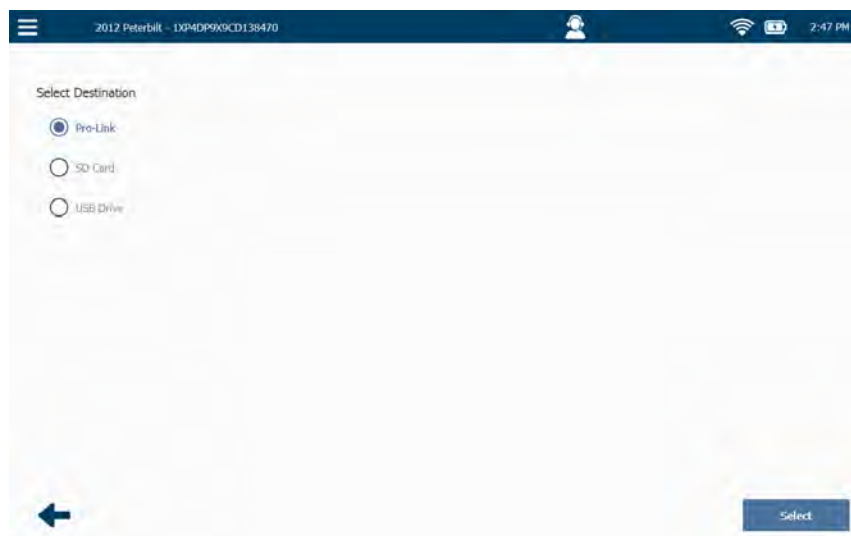 2012 Peterbilt - 1XP4DP9X9CD138470
2:47 PM
Select Destination
Pro-Link
SD Card
USB Drive
Select